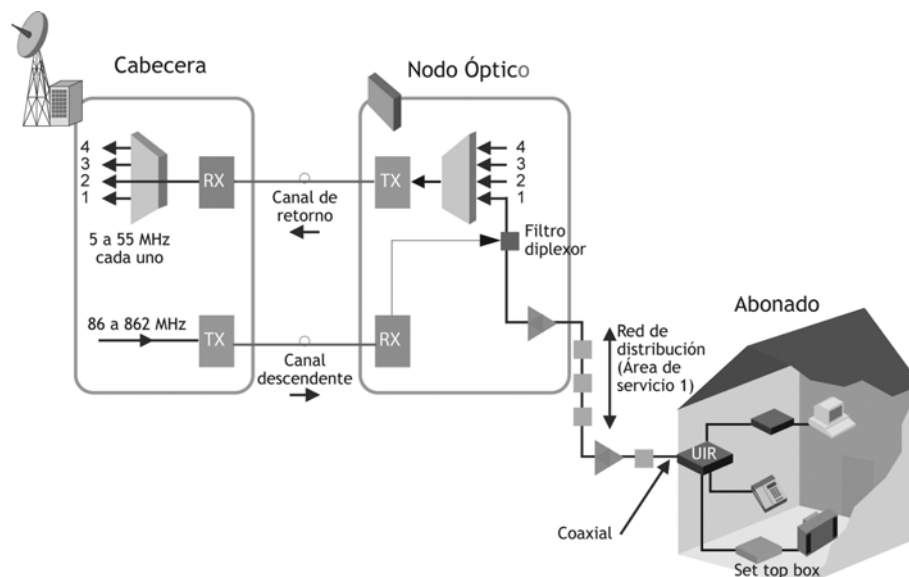 Cabecera
Nodo Óptico
4
3
2
1
RX
Canal de
retorno
TX
4
3
2
1
5 a 55 MHz
cada uno
Filtro
diplexor
86 a 862 MHz
TX
Canal
descendente
RX
Red de
distribución
(Área de
servicio 1)
Abonado
UIR
Coaxial
Set top box